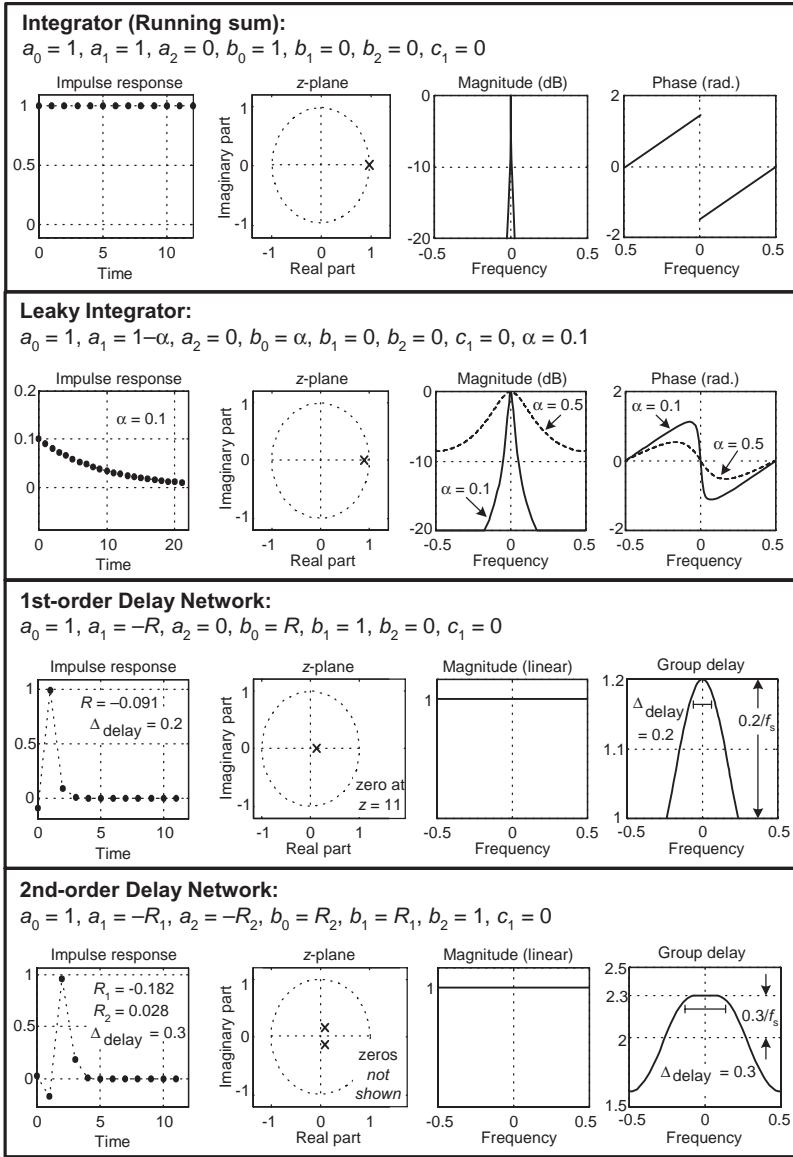 Integrator (Running sum):
a₀ = 1, a₁ = 1, a₂ = 0, b₀ = 1, b₁ = 0, b₂ = 0, c₁ = 0
Impulse response
1
0.5
0
0 5 10
Time
z-plane
Imaginary part
1
0
-1
-1 0 1
Real part
Magnitude (dB)
0
-10
-20
-0.5 0 0.5
Frequency
Phase (rad.)
2
0
-2
-0.5 0 0.5
Frequency
Leaky Integrator:
a₀ = 1, a₁ = 1–α, a₂ = 0, b₀ = α, b₁ = 0, b₂ = 0, c₁ = 0, α = 0.1
Impulse response
0.2
0.1
0
α = 0.1
0 10 20
Time
z-plane
Imaginary part
1
0
-1
-1 0 1
Real part
Magnitude (dB)
0
-10
-20
α = 0.5
α = 0.1
-0.5 0 0.5
Frequency
Phase (rad.)
2
0
-2
α = 0.1
α = 0.5
-0.5 0 0.5
Frequency
1st-order Delay Network:
a₀ = 1, a₁ = –R, a₂ = 0, b₀ = R, b₁ = 1, b₂ = 0, c₁ = 0
Impulse response
1
0.5
0
R = –0.091
Δdelay = 0.2
0 5 10
Time
z-plane
Imaginary part
1
0
-1
zero at
z = 11
-1 0 1
Real part
Magnitude (linear)
1
-0.5 0 0.5
Frequency
Group delay
1.2
1.1
1
Δdelay
= 0.2
0.2/fs
-0.5 0 0.5
Frequency
2nd-order Delay Network:
a₀ = 1, a₁ = –R₁, a₂ = –R₂, b₀ = R₂, b₁ = R₁, b₂ = 1, c₁ = 0
Impulse response
1
0.5
0
R₁ = -0.182
R₂ = 0.028
Δdelay = 0.3
0 5 10
Time
z-plane
Imaginary part
1
0
-1
zeros
not
shown
-1 0 1
Real part
Magnitude (linear)
1
-0.5 0 0.5
Frequency
Group delay
2.5
2.3
2
1.5
0.3/fs
Δdelay = 0.3
-0.5 0 0.5
Frequency